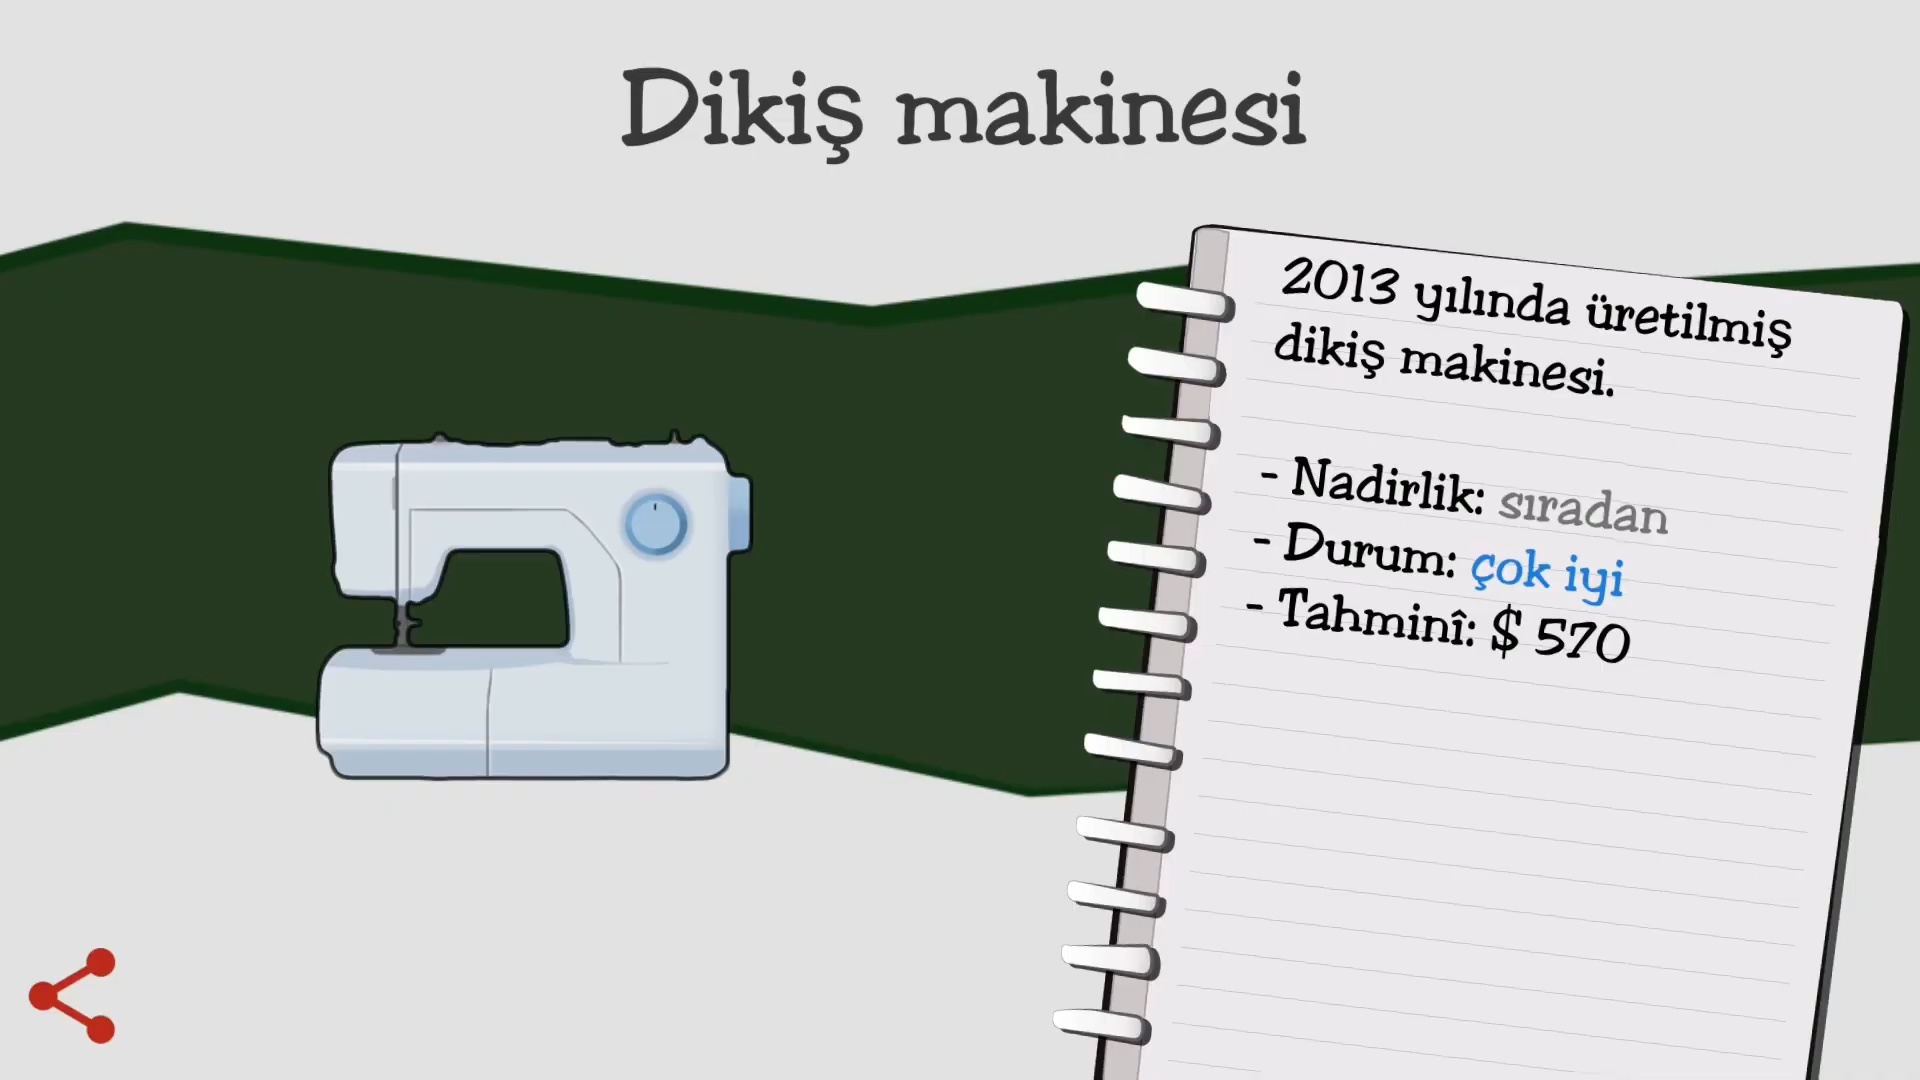 Dikiş makinesi
2013 yılında üretilmiş
dikiş makinesi.
- Nadirlik: sıradan
- Durum: çok iyi
- Tahminî: $ 570